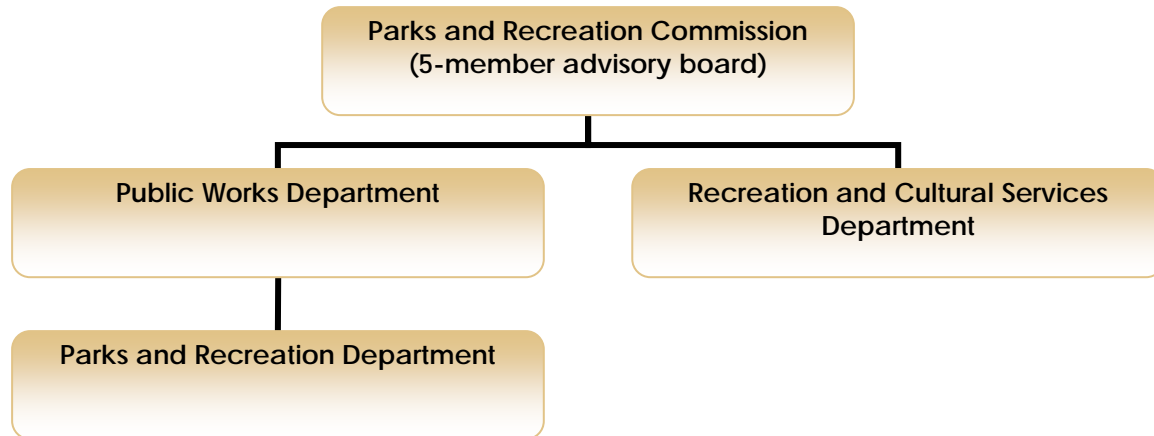 Parks and Recreation Commission
(5-member advisory board)
Public Works Department
Recreation and Cultural Services
Department
Parks and Recreation Department